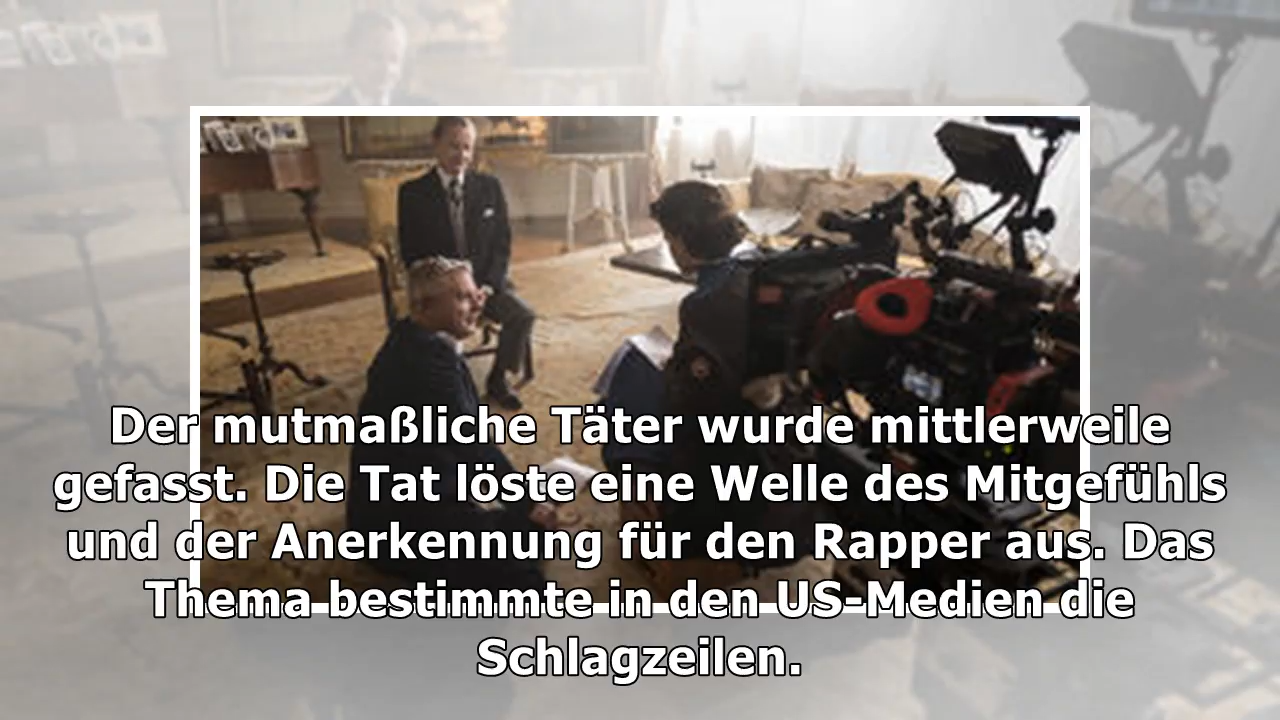 Der mutmaßliche Täter wurde mittlerweile
gefasst. Die Tat löste eine Welle des Mitgefühls
und der Anerkennung für den Rapper aus. Das
Thema bestimmte in den US-Medien die
Schlagzeilen.